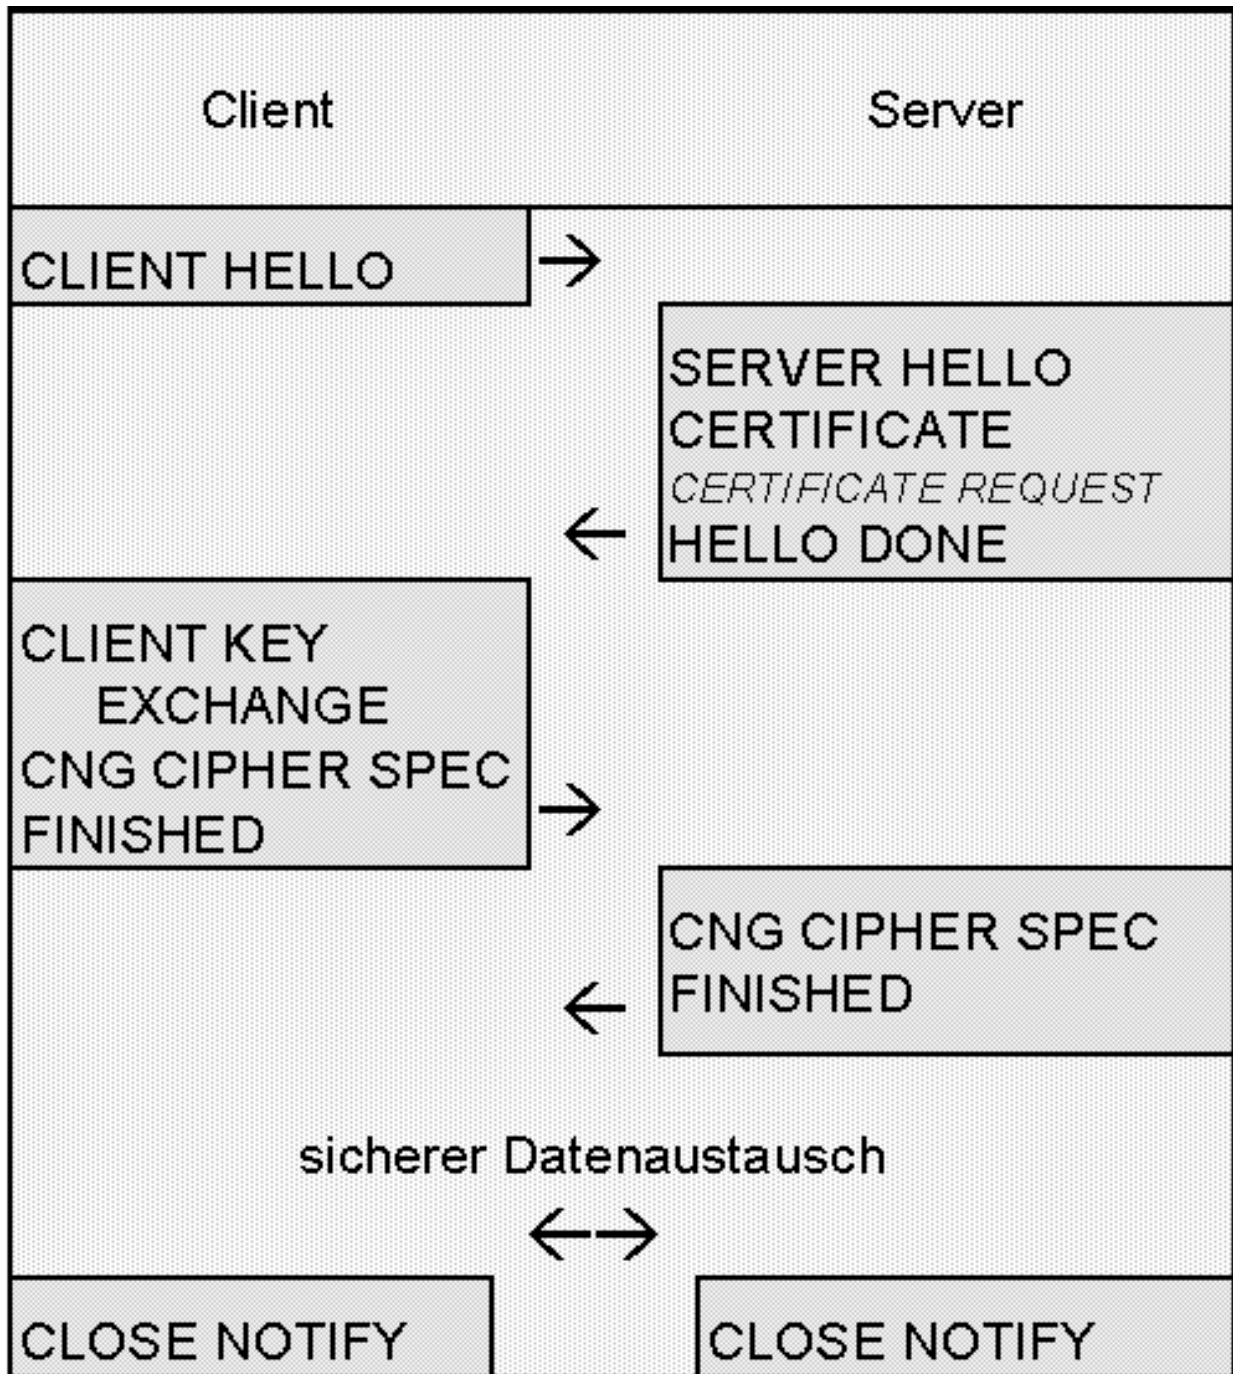 Client Server
CLIENT HELLO
SERVER HELLO
CERTIFICATE
CERTIFICATE REQUEST
HELLO DONE
CLIENT KEY
EXCHANGE
CNG CIPHER SPEC
FINISHED
CNG CIPHER SPEC
FINISHED
sicherer Datenaustausch
CLOSE NOTIFY CLOSE NOTIFY